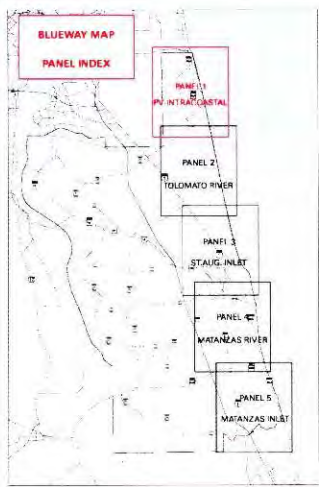 BLUEWAY MAP
PANEL INDEX
PANEL 1
PV INTRACOASTAL
PANEL 2
TOLOMATO RIVER
PANEL 3
ST.AUG. INLET
PANEL 4
MATANZAS RIVER
PANEL 5
MATANZAS INLET